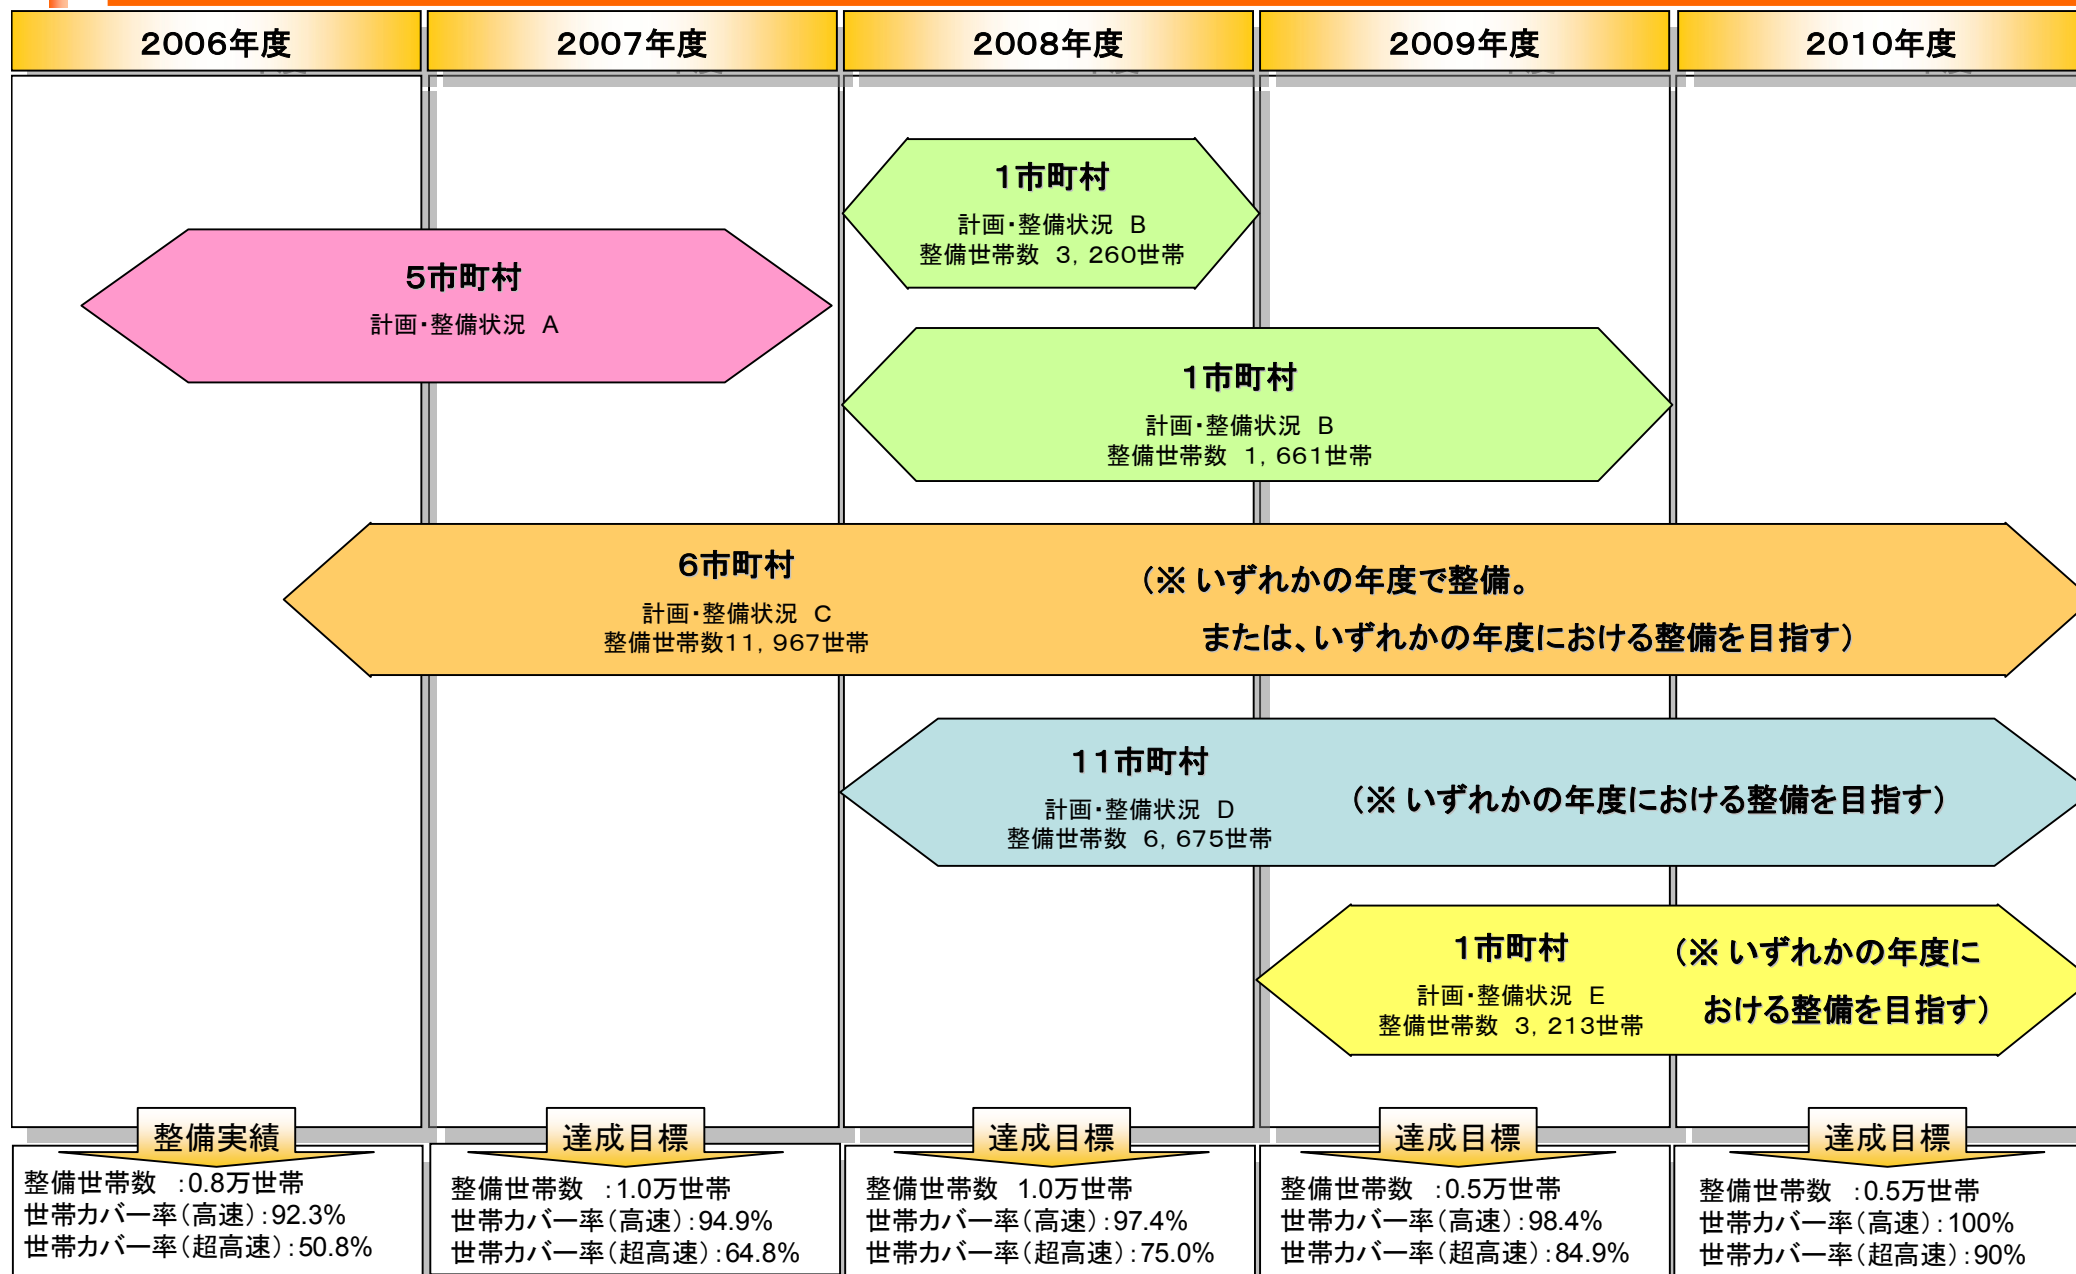 2006年度
2007年度
2008年度
2009年度
2010年度
1市町村
計画・整備状況　B
整備世帯数　3，260世帯
5市町村
計画・整備状況　A
1市町村
計画・整備状況　B
整備世帯数　1，661世帯
6市町村
計画・整備状況　C
整備世帯数11，967世帯
（※ いずれかの年度で整備。
または、いずれかの年度における整備を目指す）
11市町村
計画・整備状況　D
整備世帯数　6，675世帯
（※ いずれかの年度における整備を目指す）
1市町村
計画・整備状況　E
整備世帯数　3，213世帯
（※ いずれかの年度に
おける整備を目指す）
整備実績
整備世帯数　：0.8万世帯
世帯カバー率（高速）：92.3%
世帯カバー率（超高速）：50.8%
達成目標
整備世帯数　：1.0万世帯
世帯カバー率（高速）：94.9%
世帯カバー率（超高速）：64.8%
達成目標
整備世帯数　1.0万世帯
世帯カバー率（高速）：97.4%
世帯カバー率（超高速）：75.0%
達成目標
整備世帯数　：0.5万世帯
世帯カバー率（高速）：98.4%
世帯カバー率（超高速）：84.9%
達成目標
整備世帯数　：0.5万世帯
世帯カバー率（高速）：100%
世帯カバー率（超高速）：90%